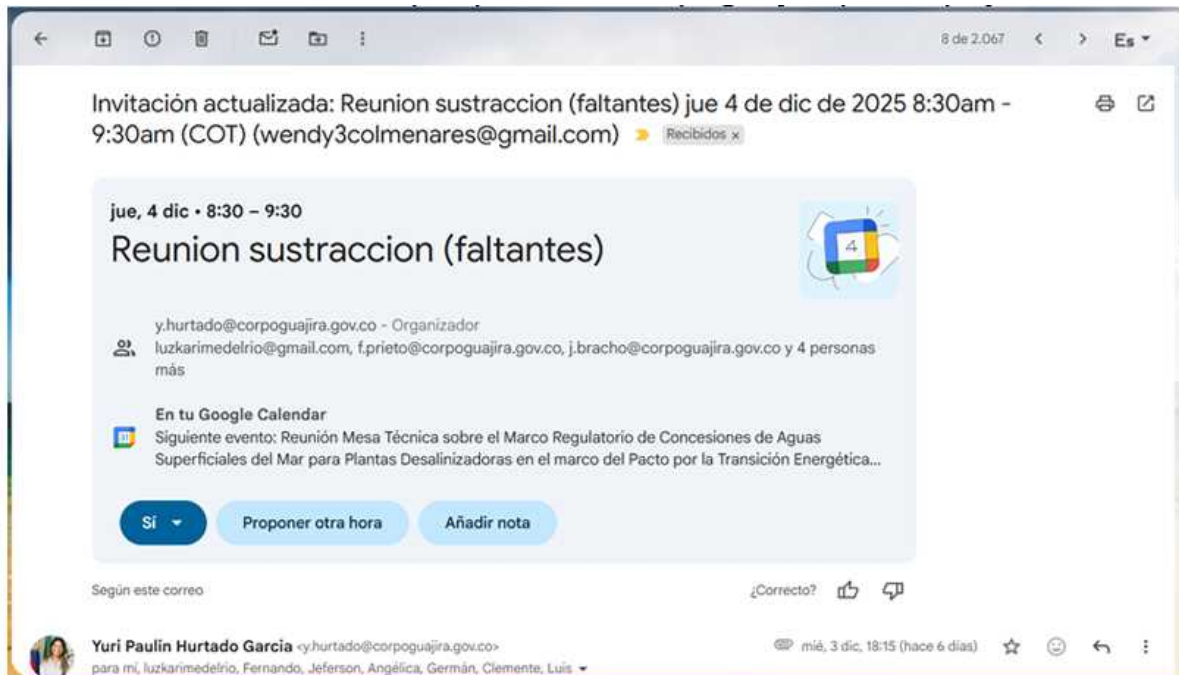 8 de 2.067
Es
Invitación actualizada: Reunion sustraccion (faltantes) jue 4 de dic de 2025 8:30am -
9:30am (COT) (wendy3colmenares@gmail.com) Recibidos x
jue, 4 dic • 8:30 – 9:30
Reunion sustraccion (faltantes)
4
y.hurtado@corpoguajira.gov.co - Organizador
luzkarimedelrio@gmail.com, f.prieto@corpoguajira.gov.co, j.bracho@corpoguajira.gov.co y 4 personas
más
En tu Google Calendar
31
Siguiente evento: Reunión Mesa Técnica sobre el Marco Regulatorio de Concesiones de Aguas
Superficiales del Mar para Plantas Desalinizadoras en el marco del Pacto por la Transición Energética...
Sí
Proponer otra hora
Añadir nota
Según este correo
¿Correcto?
Yuri Paulin Hurtado Garcia <y.hurtado@corpoguajira.gov.co>
mié, 3 dic, 18:15 (hace 6 días)
para mí, luzkarimedelrio, Fernando, Jeferson, Angélica, Germán, Clemente, Luis